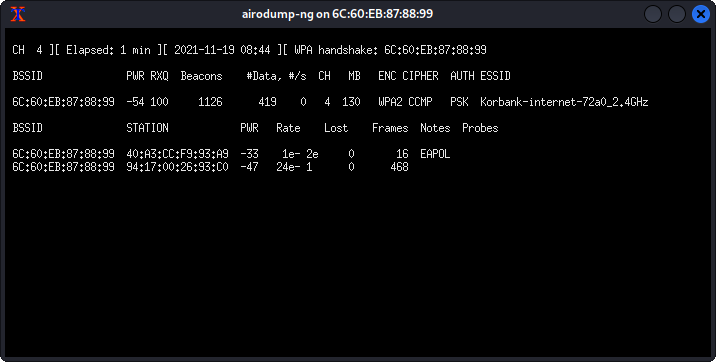 airodump-ng on 6C:60:EB:87:88:99
CH 4 ][ Elapsed: 1 min ][ 2021-11-19 08:44 ][ WPA handshake: 6C:60:EB:87:88:99
BSSID PWR RXQ Beacons #Data, #/s CH MB ENC CIPHER AUTH ESSID
6C:60:EB:87:88:99 -54 100 1126 419 0 4 130 WPA2 CCMP PSK Korbank-internet-72a0_2.4GHz
BSSID STATION PWR Rate Lost Frames Notes Probes
6C:60:EB:87:88:99 40:A3:CC:F9:93:A9 -33 1e- 2e 0 16 EAPOL
6C:60:EB:87:88:99 94:17:00:26:93:C0 -47 24e- 1 0 468